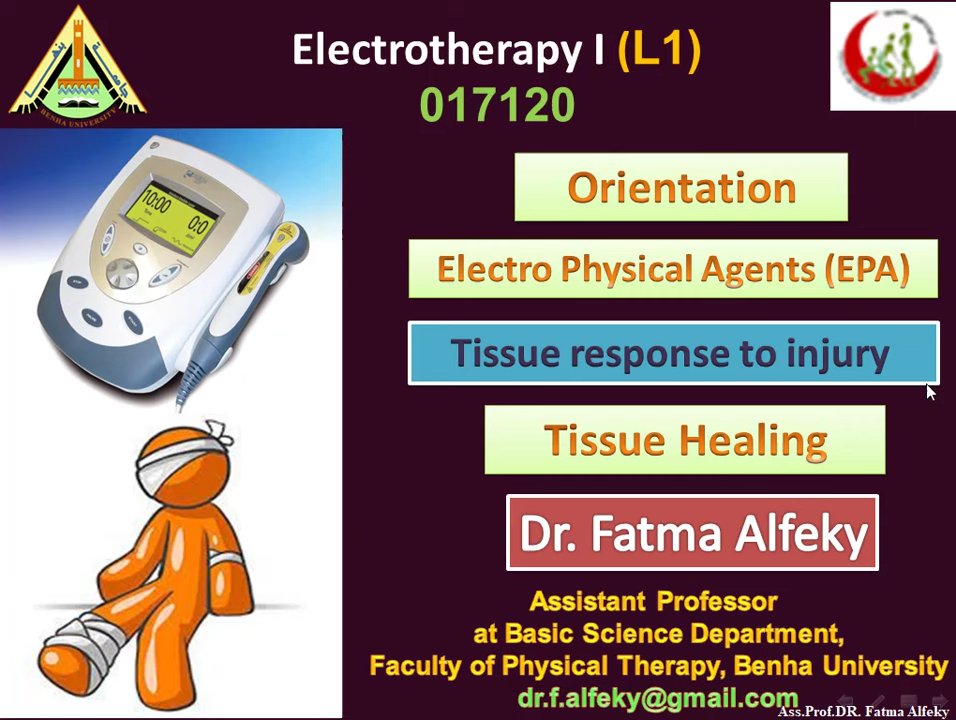 Electrotherapy I (L1)
017120
BENHA UNIVERSITY
10:00
0:0
Orientation
Electro Physical Agents (EPA)
Tissue response to injury
Tissue Healing
Dr. Fatma Alfeky
Assistant Professor
at Basic Science Department,
Faculty of Physical Therapy, Benha University
dr.f.alfeky@gmail.com
Ass.Prof.DR. Fatma Alfeky